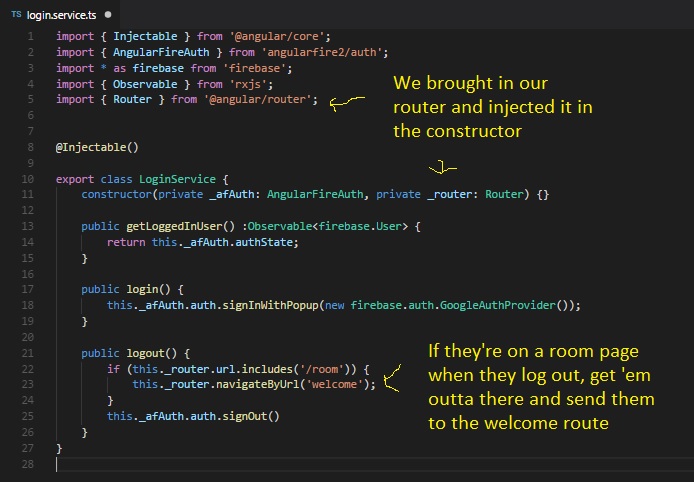 TS login.service.ts ●
1 import { Injectable } from '@angular/core';
2 import { AngularFireAuth } from 'angularfire2/auth';
3 import * as firebase from 'firebase';
4 import { Observable } from 'rxjs';
5 import { Router } from '@angular/router';
We brought in our
router and injected it in
the constructor
6
7
8 @Injectable()
9
10 export class LoginService {
11     constructor(private _afAuth: AngularFireAuth, private _router: Router) {}
12
13     public getLoggedInUser() :Observable<firebase.User> {
14         return this._afAuth.authState;
15     }
16
17     public login() {
18         this._afAuth.auth.signInWithPopup(new firebase.auth.GoogleAuthProvider());
19     }
20
21     public logout() {
22         if (this._router.url.includes('/room')) {
23             this._router.navigateByUrl('welcome');
24         }
25         this._afAuth.auth.signOut()
26     }
27 }
28
If they're on a room page
when they log out, get 'em
outta there and send them
to the welcome route